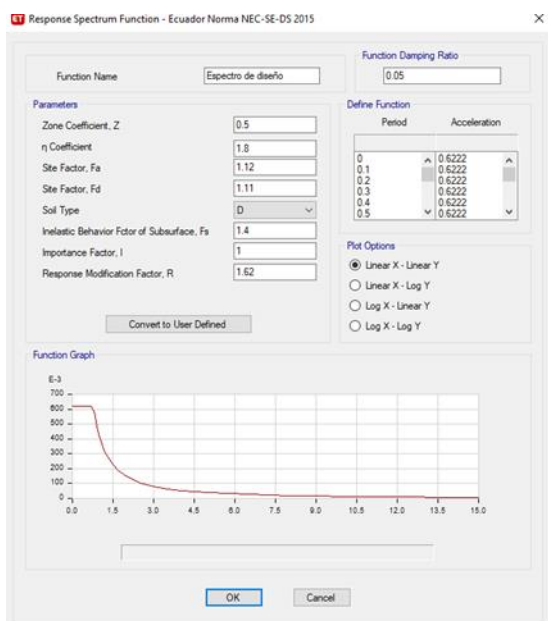 ET Response Spectrum Function - Ecuador Norma NEC-SE-DS 2015
Function Name Espectro de diseño
Function Damping Ratio
0.05
Parameters
Zone Coefficient, Z 0.5
η Coefficient 1.8
Site Factor, Fa 1.12
Site Factor, Fd 1.11
Soil Type D
Inelastic Behavior Fctor of Subsurface, Fs 1.4
Importance Factor, I 1
Response Modification Factor, R 1.62
Convert to User Defined
Define Function
Period Acceleration
0 0.6222
0.1 0.6222
0.2 0.6222
0.3 0.6222
0.4 0.6222
0.5 0.6222
Plot Options
Linear X - Linear Y
Linear X - Log Y
Log X - Linear Y
Log X - Log Y
Function Graph
E-3
700
600
500
400
300
200
100
0
0.0 1.5 3.0 4.5 6.0 7.5 9.0 10.5 12.0 13.5 15.0
OK Cancel